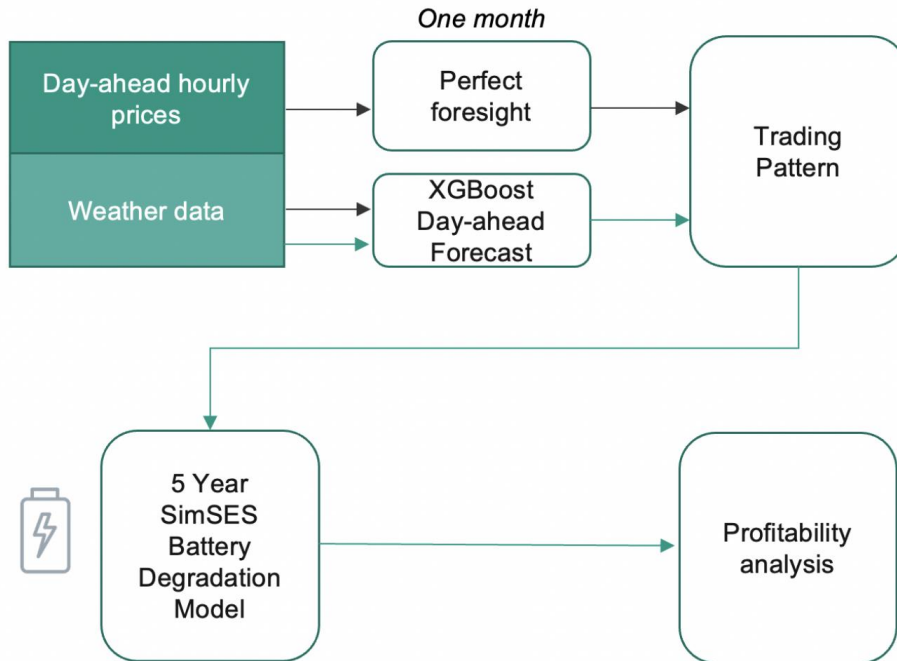 One month
Day-ahead hourly
prices
Perfect
foresight
Trading
Pattern
Weather data
XGBoost
Day-ahead
Forecast
5 Year
SimSES
Battery
Degradation
Model
Profitability
analysis